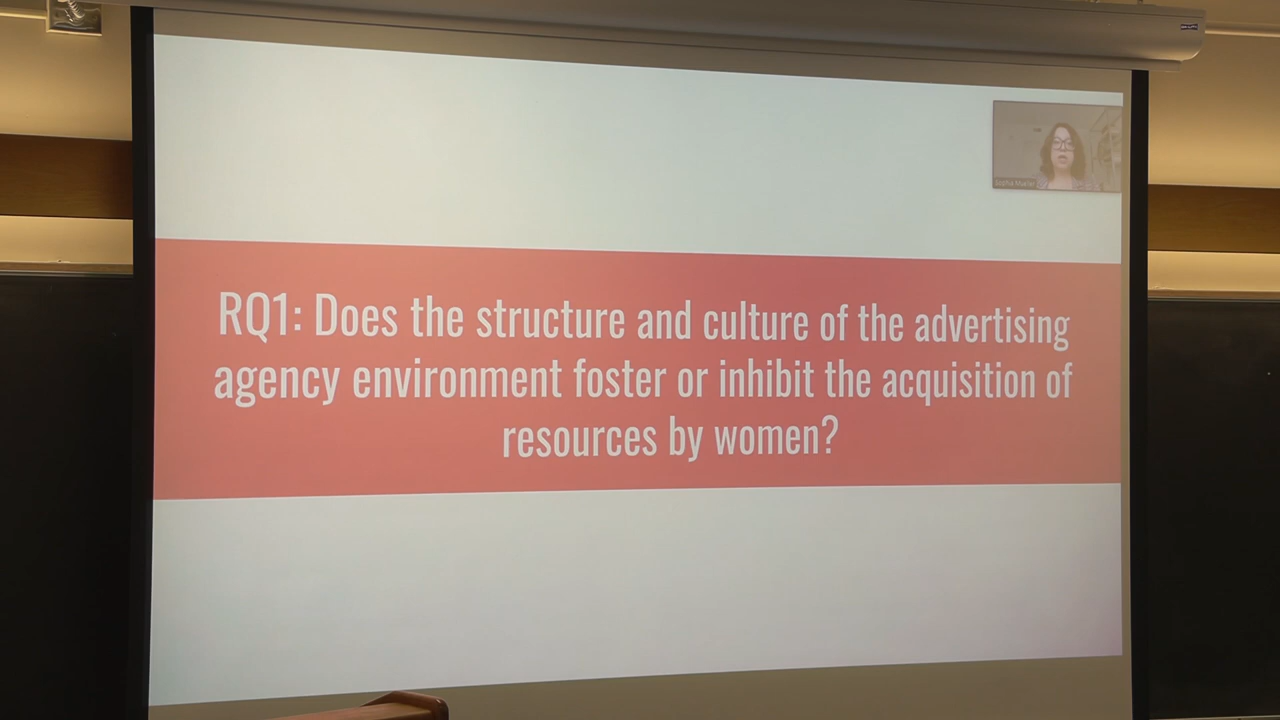 RQ1: Does the structure and culture of the advertising
agency environment foster or inhibit the acquisition of
resources by women?